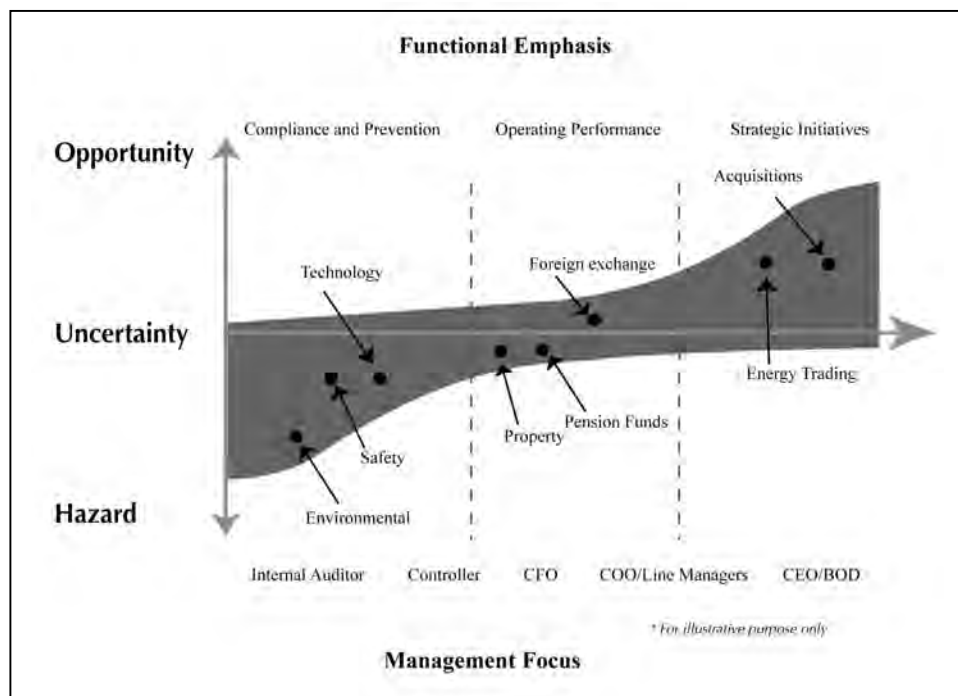 Functional Emphasis
Compliance and Prevention
Operating Performance
Strategic Initiatives
Opportunity
Acquisitions
Technology
Foreign exchange
Uncertainty
Energy Trading
Pension Funds
Property
Safety
Environmental
Hazard
Internal Auditor
Controller
CFO
COO/Line Managers
CEO/BOD
* For illustrative purpose only
Management Focus